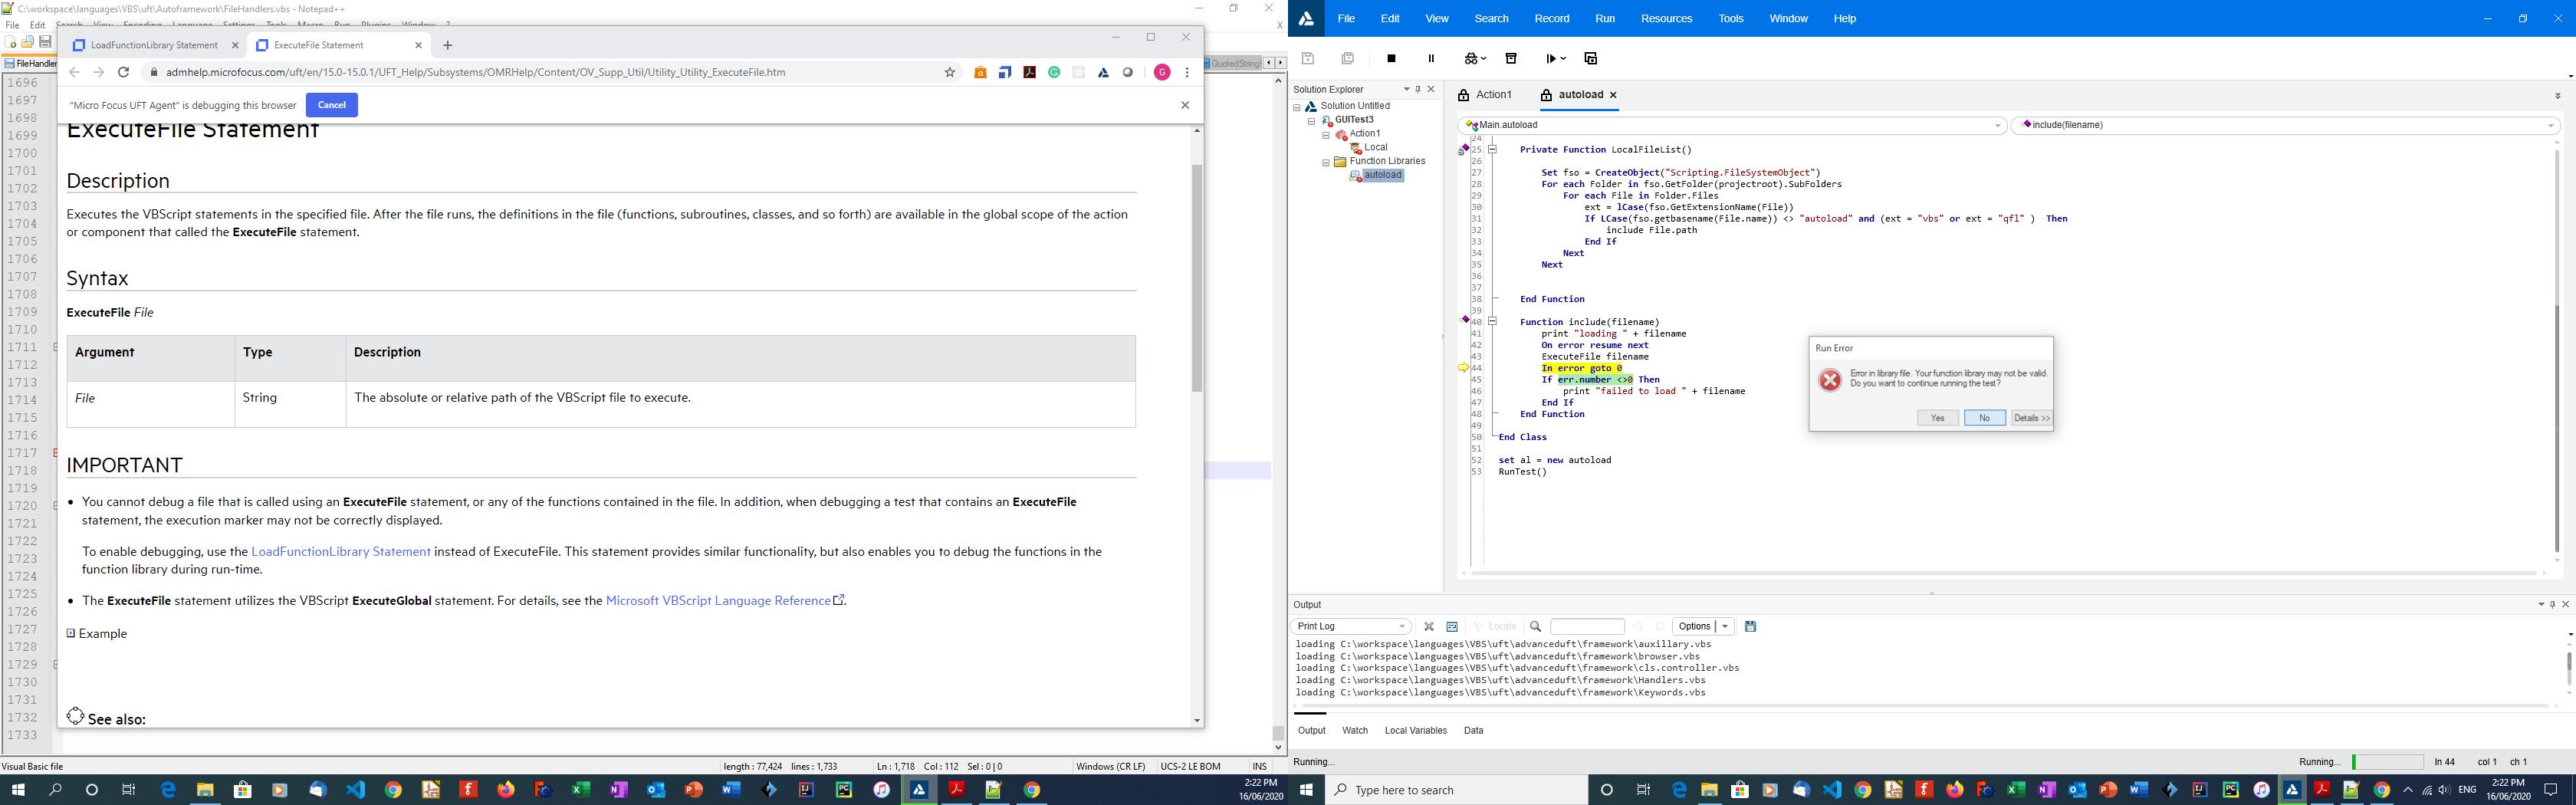 C:\workspace\languages\VBS\uft\Autoframework\FileHandlers.vbs - Notepad++
File Edit Search View Encoding Language Settings Tools Macro Run Plugins Window ?
FileHandler
LoadFunctionLibrary Statement
ExecuteFile Statement
admhelp.microfocus.com/uft/en/15.0-15.0.1/UFT_Help/Subsystems/OMRHelp/Content/OV_Supp_Util/Utility_Utility_ExecuteFile.htm
G
"Micro Focus UFT Agent" is debugging this browser Cancel
ExecuteFile Statement
Description
Executes the VBScript statements in the specified file. After the file runs, the definitions in the file (functions, subroutines, classes, and so forth) are available in the global scope of the action
or component that called the ExecuteFile statement.
Syntax
ExecuteFile File
Argument Type Description
File String The absolute or relative path of the VBScript file to execute.
IMPORTANT
• You cannot debug a file that is called using an ExecuteFile statement, or any of the functions contained in the file. In addition, when debugging a test that contains an ExecuteFile
statement, the execution marker may not be correctly displayed.
To enable debugging, use the LoadFunctionLibrary Statement instead of ExecuteFile. This statement provides similar functionality, but also enables you to debug the functions in the
function library during run-time.
• The ExecuteFile statement utilizes the VBScript ExecuteGlobal statement. For details, see the Microsoft VBScript Language Reference.
Example
See also:
1696
1697
1698
1699
1700
1701
1702
1703
1704
1705
1706
1707
1708
1709
1710
1711
1712
1713
1714
1715
1716
1717
1718
1719
1720
1721
1722
1723
1724
1725
1726
1727
1728
1729
1730
1731
1732
1733
Visual Basic file length : 77,424 lines : 1,733 Ln : 1,718 Col : 112 Sel : 0 | 0 Windows (CR LF) UCS-2 LE BOM INS
2:22 PM
16/06/2020
File Edit View Search Record Run Resources Tools Window Help
Solution Explorer
Solution Untitled
GUITest3
Action1
Local
Function Libraries
autoload
Action1 autoload
Main.autoload include(filename)
24
25 Private Function LocalFileList()
26
27 Set fso = CreateObject("Scripting.FileSystemObject")
28 For each Folder in fso.GetFolder(projectroot).SubFolders
29 For each File in Folder.Files
30 ext = lCase(fso.GetExtensionName(File))
31 If LCase(fso.getbasename(File.name)) <> "autoload" and (ext = "vbs" or ext = "qfl" ) Then
32 include File.path
33 End If
34 Next
35 Next
36
37
38 End Function
39
40 Function include(filename)
41 print "loading " + filename
42 On error resume next
43 ExecuteFile filename
44 In error goto 0
45 If err.number <>0 Then
46 print "failed to load " + filename
47 End If
48 End Function
49
50 End Class
51
52 set al = new autoload
53 RunTest()
Run Error
Error in library file. Your function library may not be valid.
Do you want to continue running the test?
Yes No Details >>
Output
Print Log Locate Options
loading C:\workspace\languages\VBS\uft\advanceduft\framework\auxillary.vbs
loading C:\workspace\languages\VBS\uft\advanceduft\framework\browser.vbs
loading C:\workspace\languages\VBS\uft\advanceduft\framework\cls.controller.vbs
loading C:\workspace\languages\VBS\uft\advanceduft\framework\Handlers.vbs
loading C:\workspace\languages\VBS\uft\advanceduft\framework\Keywords.vbs
Output Watch Local Variables Data
Running... Running... ln 44 col 1 ch 1
Type here to search
ENG
2:22 PM
16/06/2020